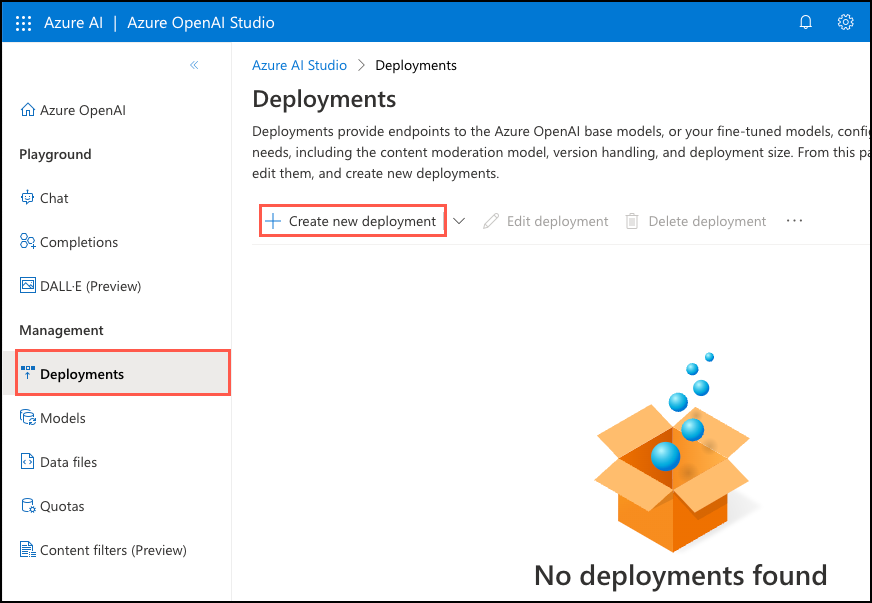 Azure AI | Azure OpenAI Studio
Azure OpenAI
Playground
Chat
Completions
DALL·E (Preview)
Management
Deployments
Models
Data files
Quotas
Content filters (Preview)
Azure AI Studio > Deployments
Deployments
Deployments provide endpoints to the Azure OpenAI base models, or your fine-tuned models,
needs, including the content moderation model, version handling, and deployment size. From this
edit them, and create new deployments.
Create new deployment Edit deployment Delete deployment ...
No deployments found